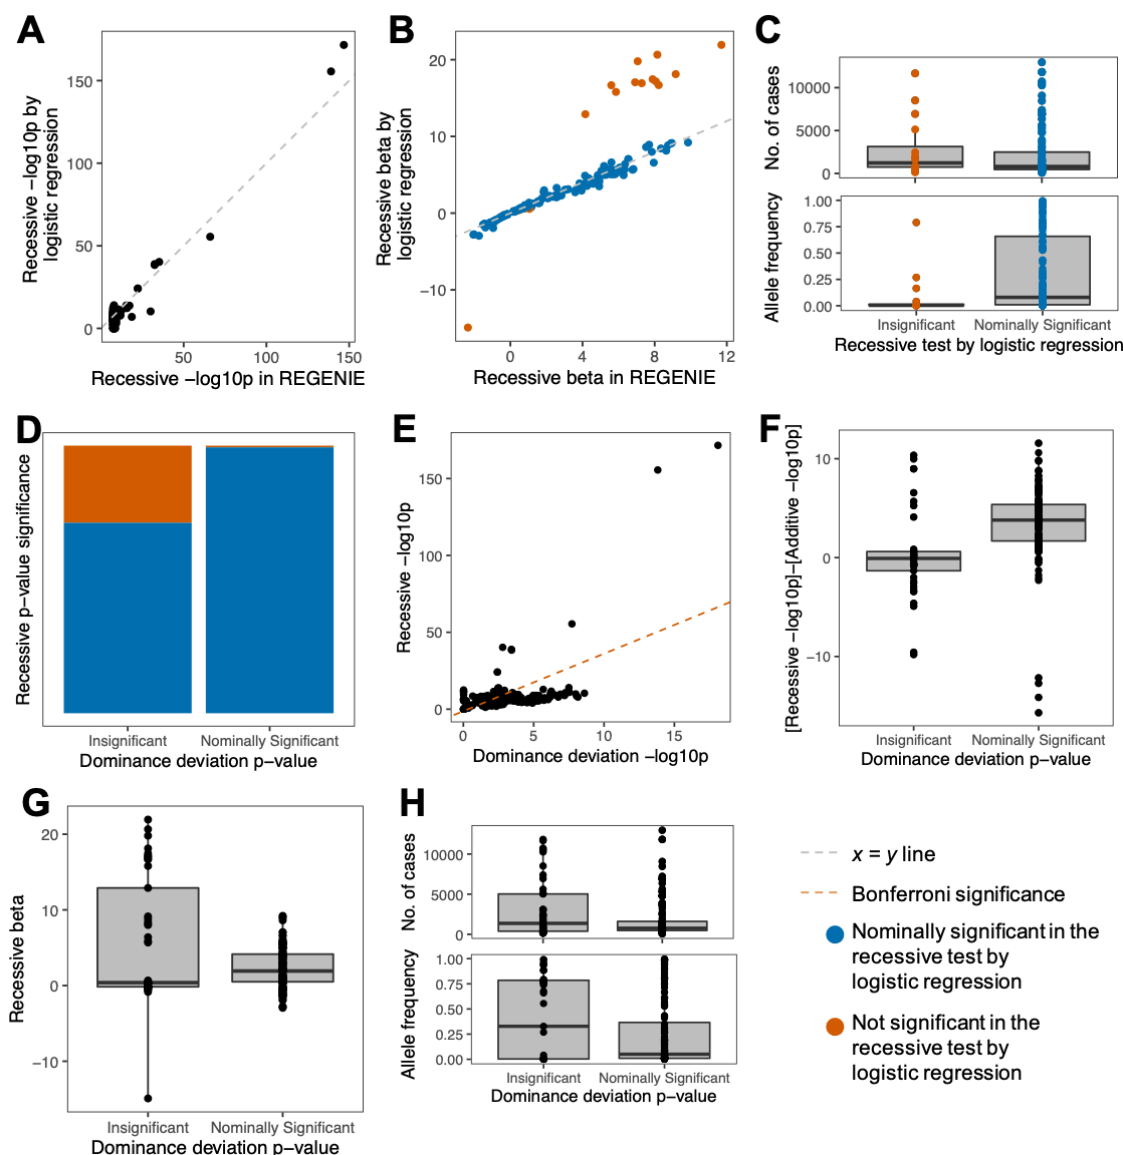 A
Recessive −log10p by
logistic regression
150
100
50
0
50
100
150
Recessive −log10p in REGENIE
B
Recessive beta by
logistic regression
20
10
0
−10
0
4
8
12
Recessive beta in REGENIE
C
No. of cases
10000
5000
0
Allele frequency
1.00
0.75
0.50
0.25
0.00
Insignificant
Nominally Significant
Recessive test by logistic regression
D
Recessive p−value significance
Insignificant
Nominally Significant
Dominance deviation p−value
E
Recessive −log10p
150
100
50
0
0
5
10
15
Dominance deviation −log10p
F
[Recessive −log10p]−[Additive −log10p]
10
0
−10
Insignificant
Nominally Significant
Dominance deviation p−value
G
Recessive beta
20
10
0
−10
Insignificant
Nominally Significant
Dominance deviation p−value
H
No. of cases
10000
5000
0
Allele frequency
1.00
0.75
0.50
0.25
0.00
Insignificant
Nominally Significant
Dominance deviation p−value
x = y line
Bonferroni significance
Nominally significant in the
recessive test by
logistic regression
Not significant in the
recessive test by
logistic regression